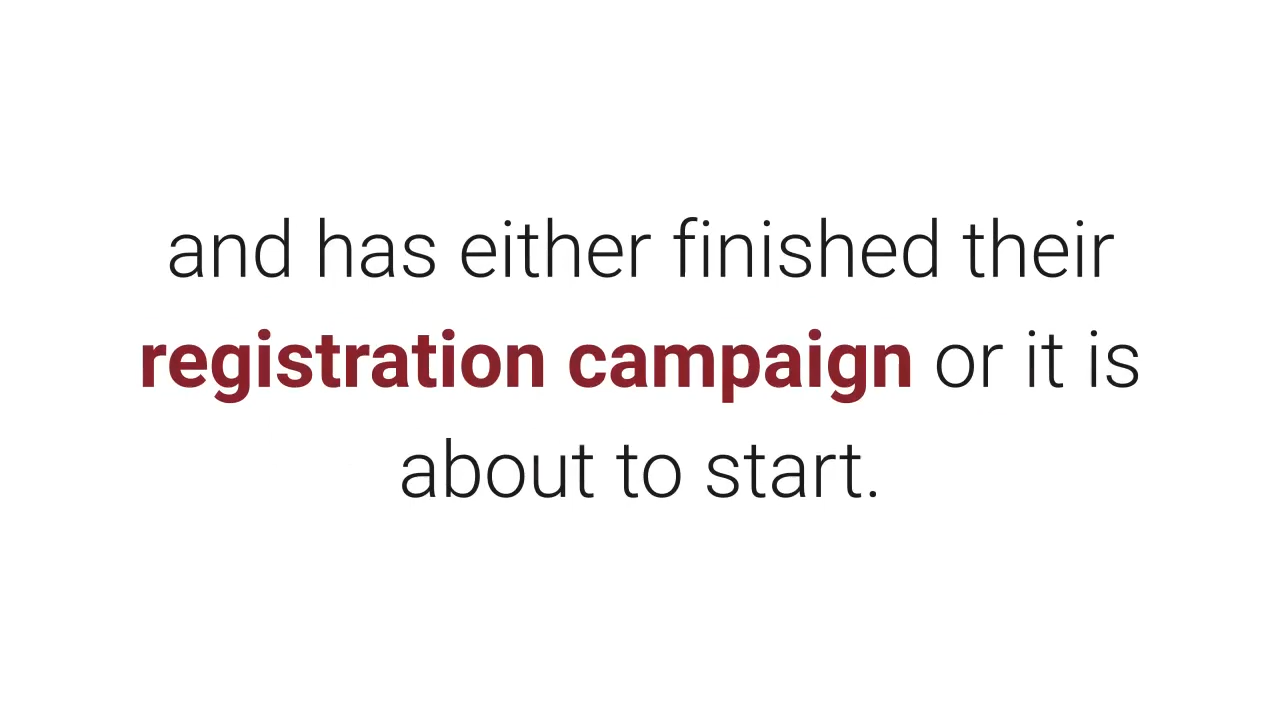 and has either finished their
registration campaign or it is
about to start.